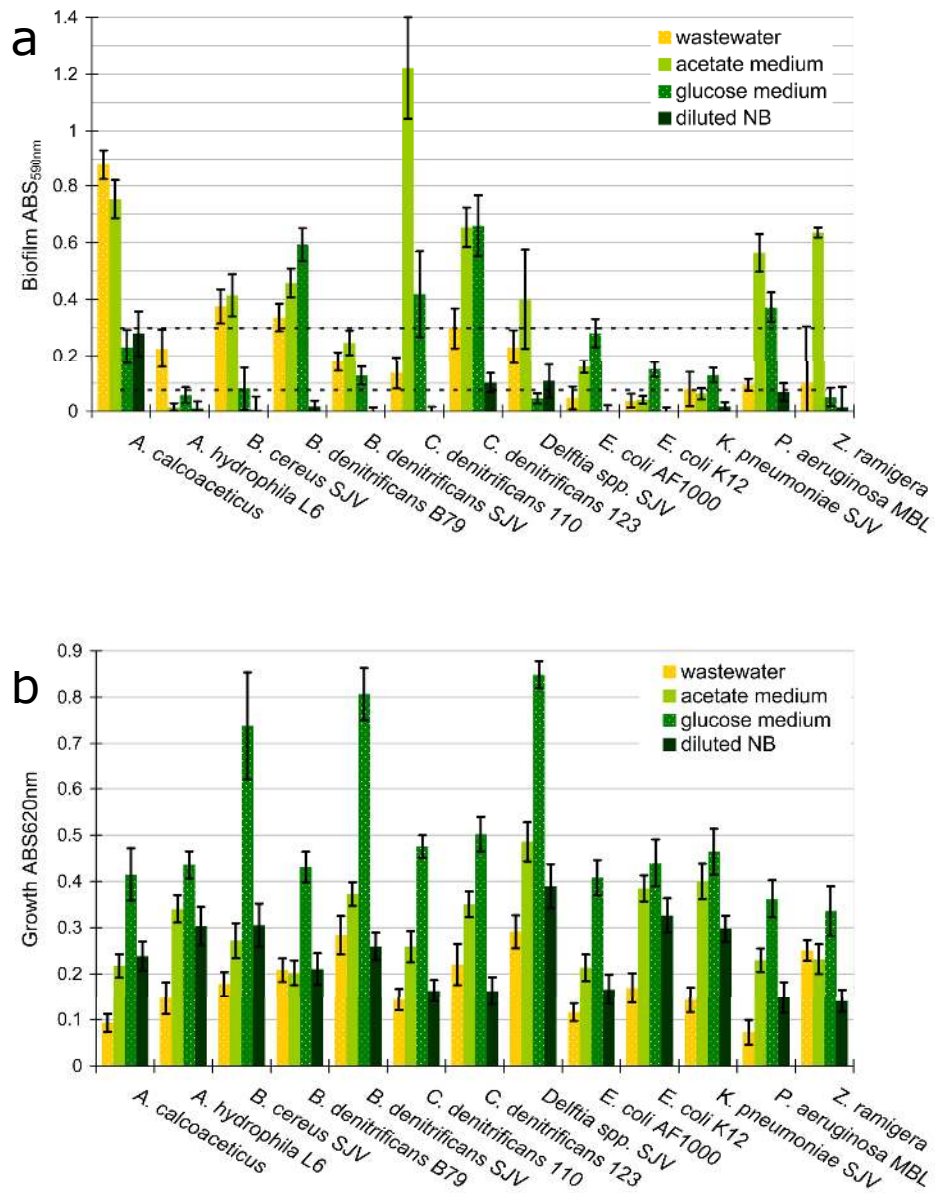 a
1.4
1.2
1
0.8
0.6
0.4
0.2
0
Biofilm ABS590nm
wastewater
acetate medium
glucose medium
diluted NB
A. calcoaceticus
A. hydrophila L6
B. cereus SJV
B. denitrificans B79
B. denitrificans SJV
C. denitrificans 110
C. denitrificans 123
Delftia spp. SJV
E. coli AF1000
E. coli K12
K. pneumoniae SJV
P. aeruginosa MBL
Z. ramigera
b
0.9
0.8
0.7
0.6
0.5
0.4
0.3
0.2
0.1
0
Growth ABS620nm
wastewater
acetate medium
glucose medium
diluted NB
A. calcoaceticus
A. hydrophila L6
B. cereus SJV
B. denitrificans B79
B. denitrificans SJV
C. denitrificans 110
C. denitrificans 123
Delftia spp. SJV
E. coli AF1000
E. coli K12
K. pneumoniae SJV
P. aeruginosa MBL
Z. ramigera